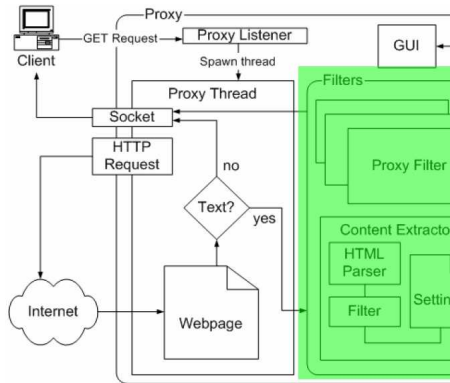 Proxy
GET Request
Proxy Listener
GUI
Client
Spawn thread
Proxy Thread
Filters
Socket
HTTP
Request
no
Proxy Filter
Text?
yes
Content Extracto
HTML
Parser
Settin
Internet
Webpage
Filter